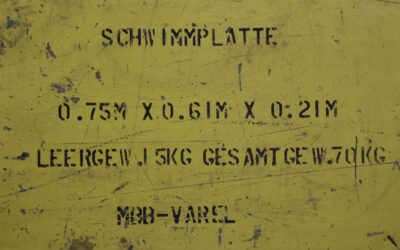 SCHWIMMPLATTE
0.75M X 0.61M X 0.21M
LEERGEW.15KG GESAMTGEW.70KG
MBB-VAREL